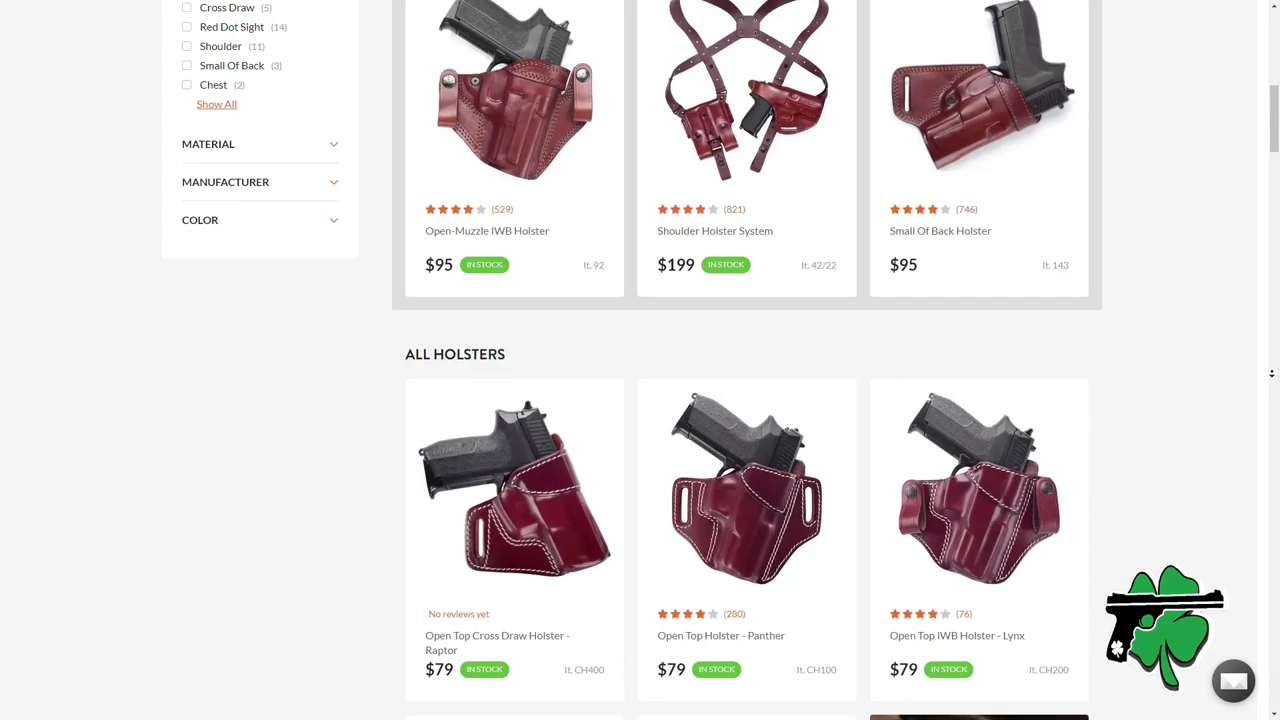 Cross Draw (5)
Red Dot Sight (14)
Shoulder (11)
Small Of Back (3)
Chest (2)
Show All
MATERIAL
MANUFACTURER
COLOR
(529)
Open-Muzzle IWB Holster
$95 IN STOCK It. 92
(821)
Shoulder Holster System
$199 IN STOCK It. 42/22
(746)
Small Of Back Holster
$95 It. 143
ALL HOLSTERS
No reviews yet
Open Top Cross Draw Holster -
Raptor
$79 IN STOCK It. CH400
(280)
Open Top Holster - Panther
$79 IN STOCK It. CH100
(76)
Open Top IWB Holster - Lynx
$79 IN STOCK It. CH200